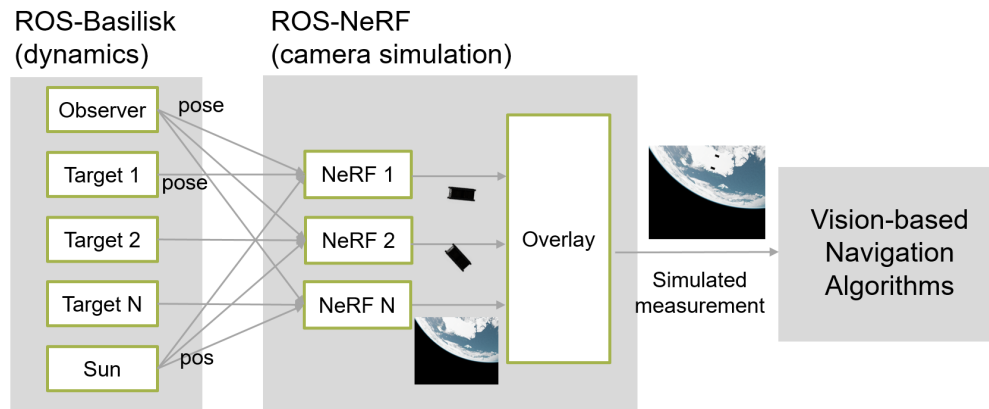 ROS-Basilisk
(dynamics)
ROS-NeRF
(camera simulation)
Observer
pose
Target 1
pose
Target 2
Target N
Sun
pos
NeRF 1
NeRF 2
NeRF N
Overlay
Simulated
measurement
Vision-based
Navigation
Algorithms